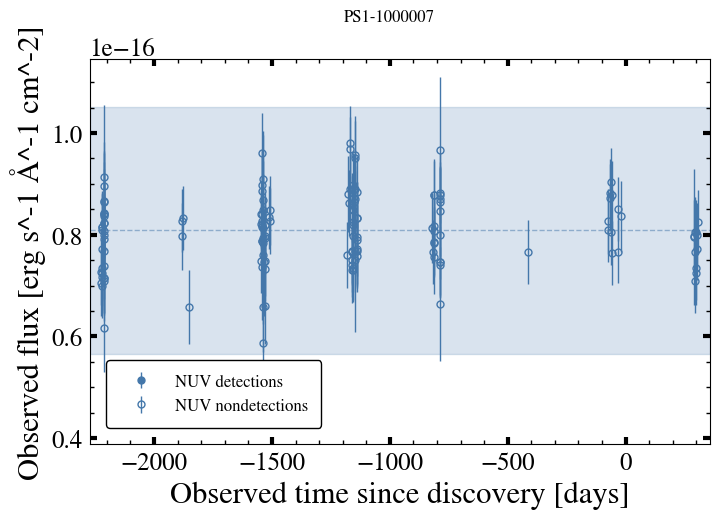 PS1-1000007
1e−16
Observed flux [erg s^-1 Å^-1 cm^-2]
1.0
0.8
0.6
0.4
NUV detections
NUV nondetections
−2000 −1500 −1000 −500 0
Observed time since discovery [days]